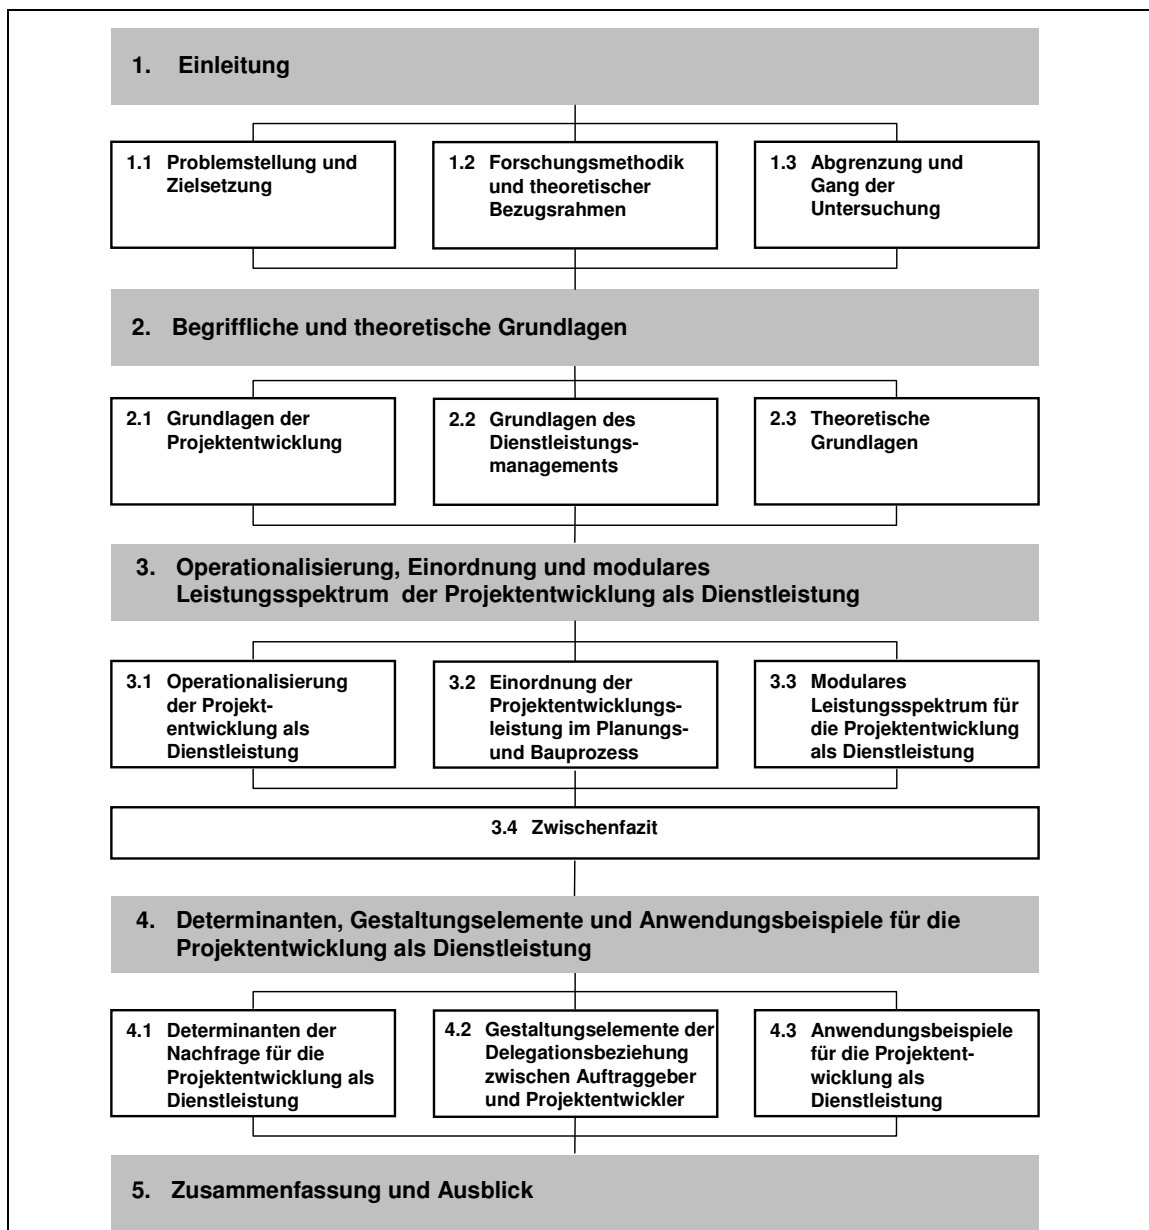 1. Einleitung
1.1 Problemstellung und
Zielsetzung
1.2 Forschungsmethodik
und theoretischer
Bezugsrahmen
1.3 Abgrenzung und
Gang der
Untersuchung
2. Begriffliche und theoretische Grundlagen
2.1 Grundlagen der
Projektentwicklung
2.2 Grundlagen des
Dienstleistungs-
managements
2.3 Theoretische
Grundlagen
3. Operationalisierung, Einordnung und modulares
Leistungsspektrum der Projektentwicklung als Dienstleistung
3.1 Operationalisierung
der Projekt-
entwicklung als
Dienstleistung
3.2 Einordnung der
Projektentwicklungs-
leistung im Planungs-
und Bauprozess
3.3 Modulares
Leistungsspektrum für
die Projektentwicklung
als Dienstleistung
3.4 Zwischenfazit
4. Determinanten, Gestaltungselemente und Anwendungsbeispiele für die
Projektentwicklung als Dienstleistung
4.1 Determinanten der
Nachfrage für die
Projektentwicklung als
Dienstleistung
4.2 Gestaltungselemente der
Delegationsbeziehung
zwischen Auftraggeber
und Projektentwickler
4.3 Anwendungsbeispiele
für die Projektent-
wicklung als
Dienstleistung
5. Zusammenfassung und Ausblick